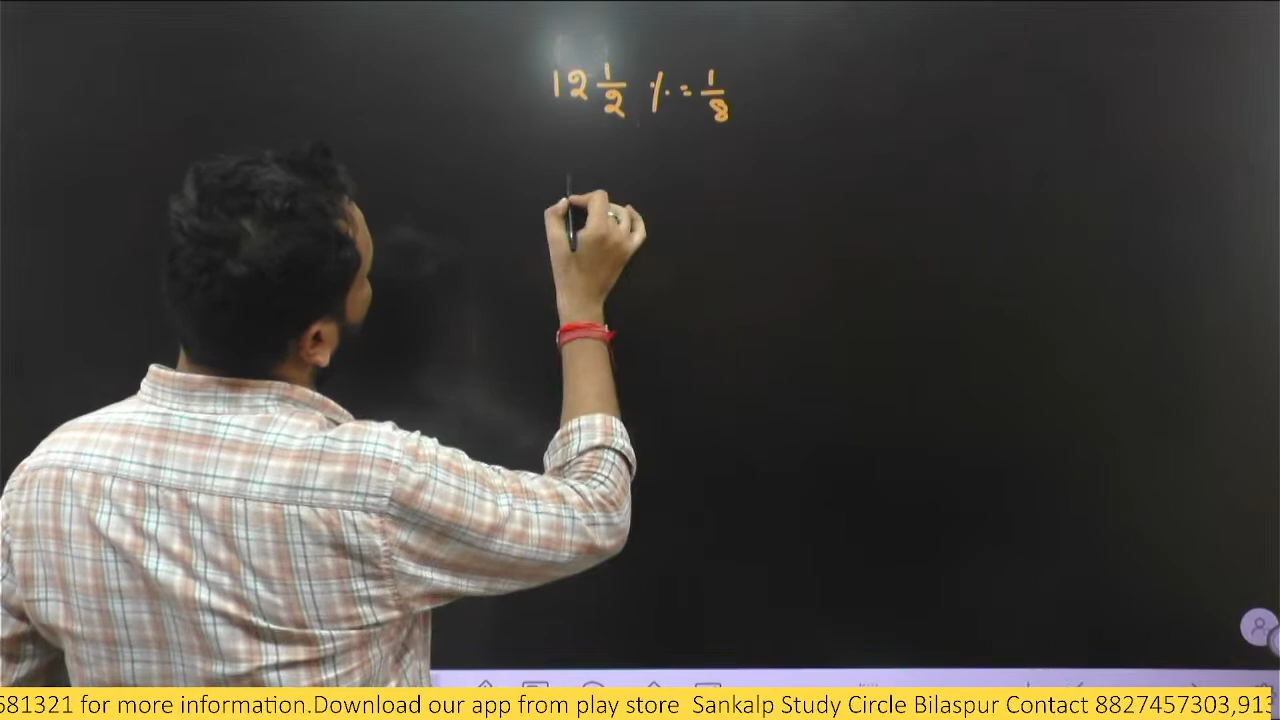 12 1/2 % = 1/8
581321 for more information.Download our app from play store Sankalp Study Circle Bilaspur Contact 8827457303,913